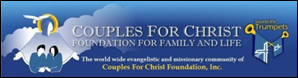 COUPLES FOR CHRIST
FOUNDATION FOR FAMILY AND LIFE
The world wide evangelistic and missionary community of
Couples For Christ Foundation, Inc.
Sound the
Trumpets